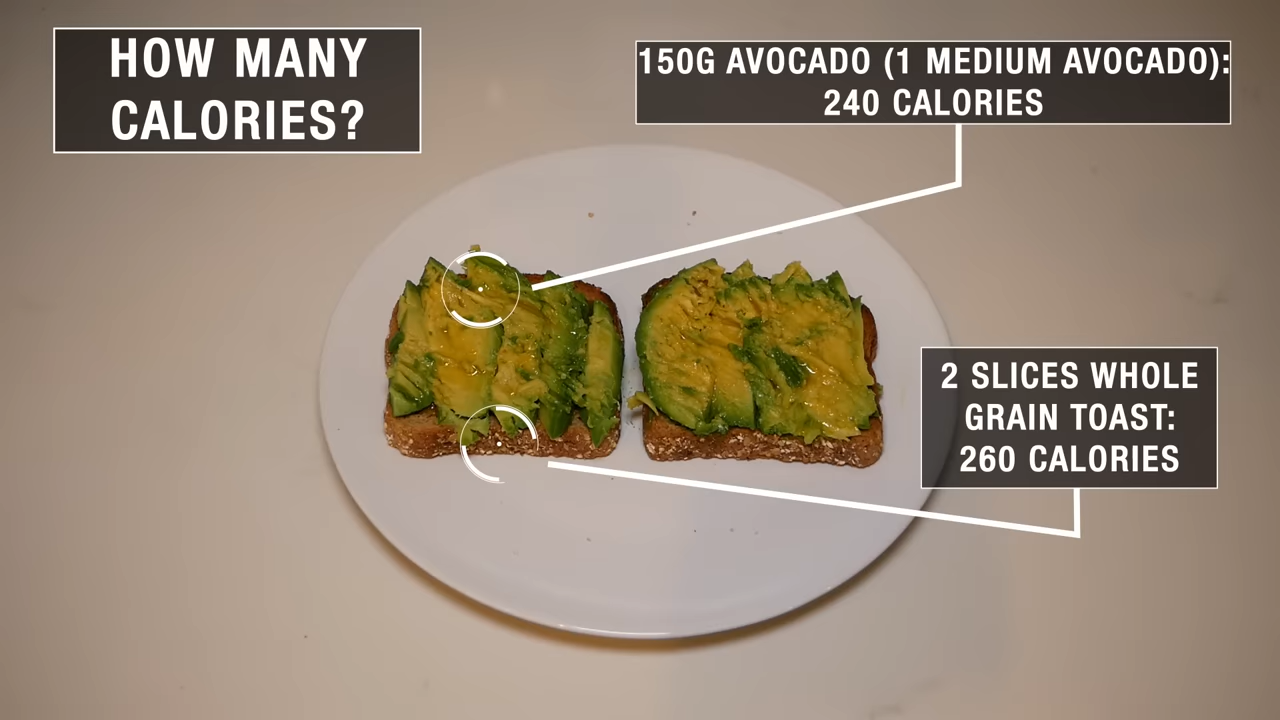 HOW MANY
CALORIES?
150G AVOCADO (1 MEDIUM AVOCADO):
240 CALORIES
2 SLICES WHOLE
GRAIN TOAST:
260 CALORIES